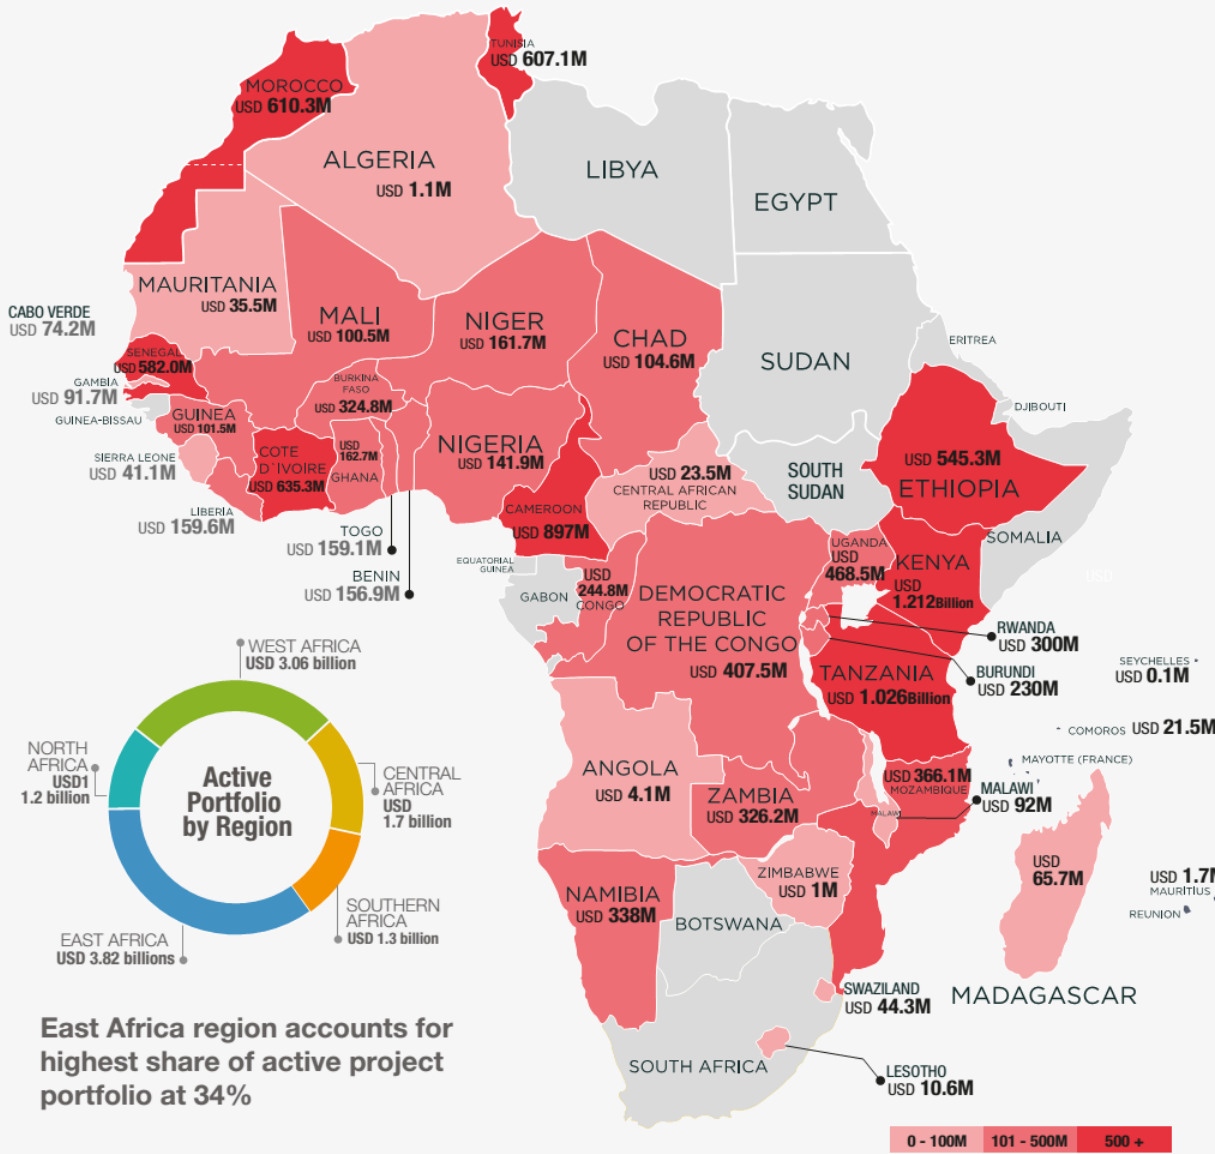 TUNISIA
USD 607.1M
MOROCCO
USD 610.3M
ALGERIA
USD 1.1M
LIBYA
EGYPT
MAURITANIA
USD 35.5M
CABO VERDE
USD 74.2M
MALI
USD 100.5M
NIGER
USD 161.7M
CHAD
USD 104.6M
SUDAN
ERITREA
SENEGAL
USD 582.0M
GAMBIA
USD 91.7M
GUINEA-BISSAU
GUINEA
USD 101.5M
BURKINA
FASO
USD 324.8M
DJIBOUTI
SIERRA LEONE
USD 41.1M
COTE
D`IVOIRE
USD 635.3M
USD
162.7M
GHANA
NIGERIA
USD 141.9M
USD 23.5M
CENTRAL AFRICAN
REPUBLIC
SOUTH
SUDAN
USD 545.3M
ETHIOPIA
LIBERIA
USD 159.6M
CAMEROON
USD 897M
TOGO
USD 159.1M
BENIN
USD 156.9M
EQUATORIAL
GUINEA
GABON
USD
244.8M
CONGO
DEMOCRATIC
REPUBLIC
OF THE CONGO
USD 407.5M
UGANDA
USD
468.5M
KENYA
USD
1.212Billion
SOMALIA
USD
RWANDA
USD 300M
BURUNDI
USD 230M
SEYCHELLES
USD 0.1M
TANZANIA
USD 1.026Billion
COMOROS USD 21.5M
MAYOTTE (FRANCE)
WEST AFRICA
USD 3.06 billion
NORTH
AFRICA
USD1
1.2 billion
Active
Portfolio
by Region
CENTRAL
AFRICA
USD
1.7 billion
SOUTHERN
AFRICA
USD 1.3 billion
EAST AFRICA
USD 3.82 billions
ANGOLA
USD 4.1M
ZAMBIA
USD 326.2M
USD 366.1M
MOZAMBIQUE
MALAWI
MALAWI
USD 92M
ZIMBABWE
USD 1M
NAMIBIA
USD 338M
BOTSWANA
USD
65.7M
MADAGASCAR
USD 1.7M
MAURITIUS
REUNION
SWAZILAND
USD 44.3M
SOUTH AFRICA
LESOTHO
USD 10.6M
East Africa region accounts for
highest share of active project
portfolio at 34%
0 - 100M 101 - 500M 500 +